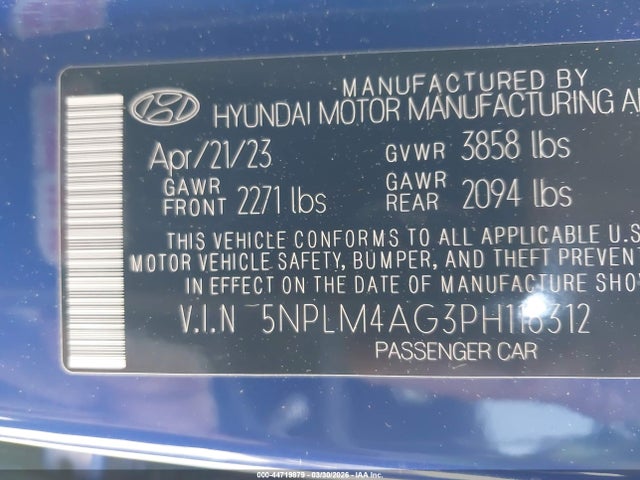 MANUFACTURED BY
HYUNDAI MOTOR MANUFACTURING
Apr/21/23
GVWR 3858 lbs
GAWR FRONT 2271 lbs
GAWR REAR 2094 lbs
THIS VEHICLE CONFORMS TO ALL APPLICABLE U.S
MOTOR VEHICLE SAFETY, BUMPER, AND THEFT PREVENT
IN EFFECT ON THE DATE OF MANUFACTURE SHO
V.I.N
PASSENGER CAR
000-44719879 - 03/30/2026 - IAA Inc.